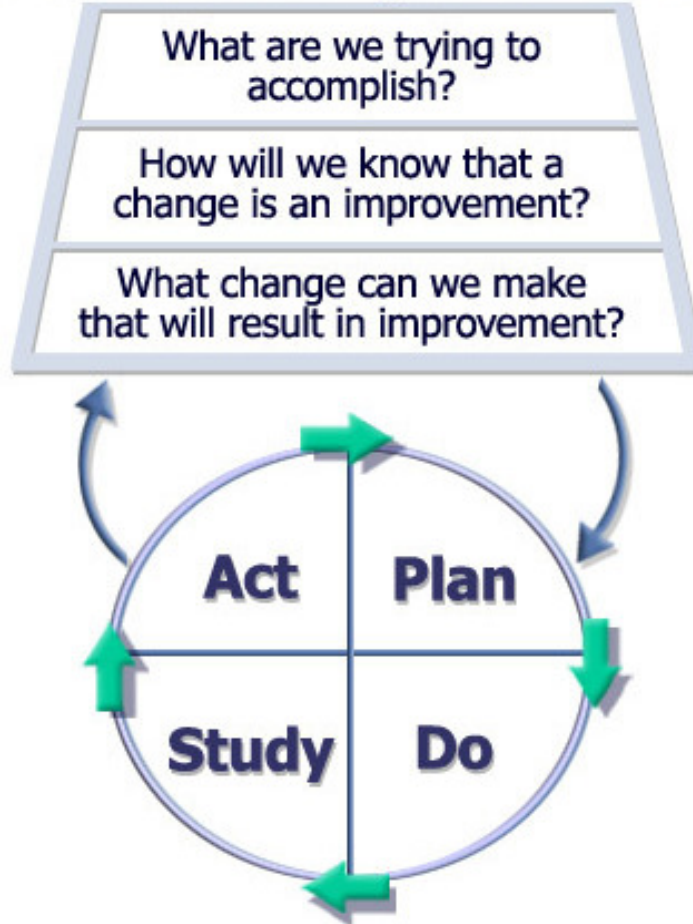 What are we trying to
accomplish?
How will we know that a
change is an improvement?
What change can we make
that will result in improvement?
Act
Plan
Study
Do